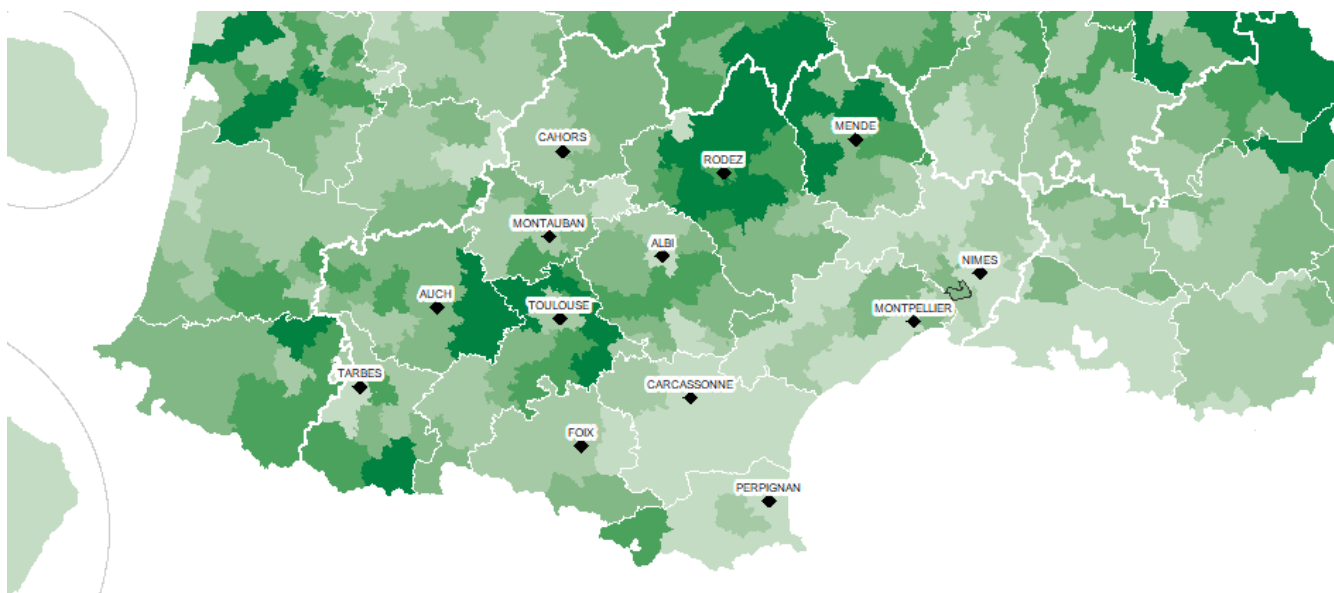 MENDE
CAHORS
RODEZ
MONTAUBAN
ALBI
NIMES
AUCH
TOULOUSE
MONTPELLIER
TARBES
CARCASSONNE
FOIX
PERPIGNAN